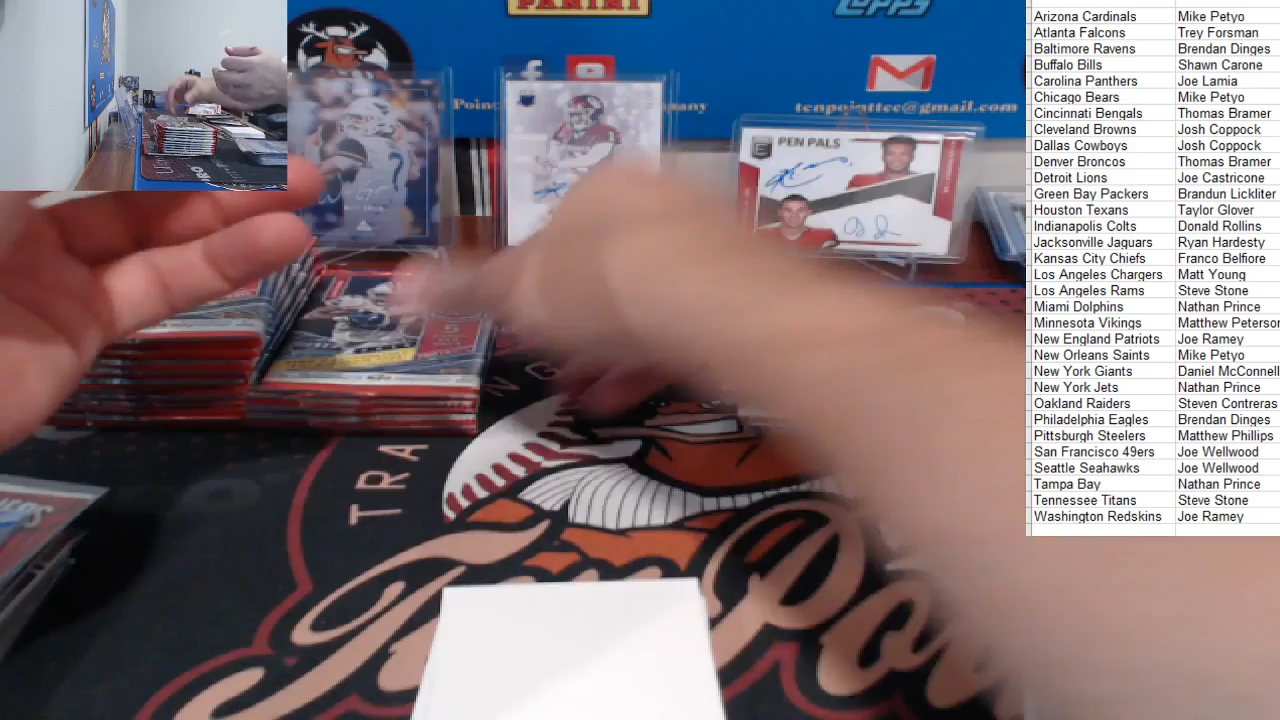 PANINI
TOPPS
tenpointtcc@gmail.com
PEN PALS
TRA
Arizona Cardinals Mike Petyo
Atlanta Falcons Trey Forsman
Baltimore Ravens Brendan Dinges
Buffalo Bills Shawn Carone
Carolina Panthers Joe Lamia
Chicago Bears Mike Petyo
Cincinnati Bengals Thomas Bramer
Cleveland Browns Josh Coppock
Dallas Cowboys Josh Coppock
Denver Broncos Thomas Bramer
Detroit Lions Joe Castricone
Green Bay Packers Brandun Lickliter
Houston Texans Taylor Glover
Indianapolis Colts Donald Rollins
Jacksonville Jaguars Ryan Hardesty
Kansas City Chiefs Franco Belfiore
Los Angeles Chargers Matt Young
Los Angeles Rams Steve Stone
Miami Dolphins Nathan Prince
Minnesota Vikings Matthew Peterson
New England Patriots Joe Ramey
New Orleans Saints Mike Petyo
New York Giants Daniel McConnell
New York Jets Nathan Prince
Oakland Raiders Steven Contreras
Philadelphia Eagles Brendan Dinges
Pittsburgh Steelers Matthew Phillips
San Francisco 49ers Joe Wellwood
Seattle Seahawks Joe Wellwood
Tampa Bay Nathan Prince
Tennessee Titans Steve Stone
Washington Redskins Joe Ramey